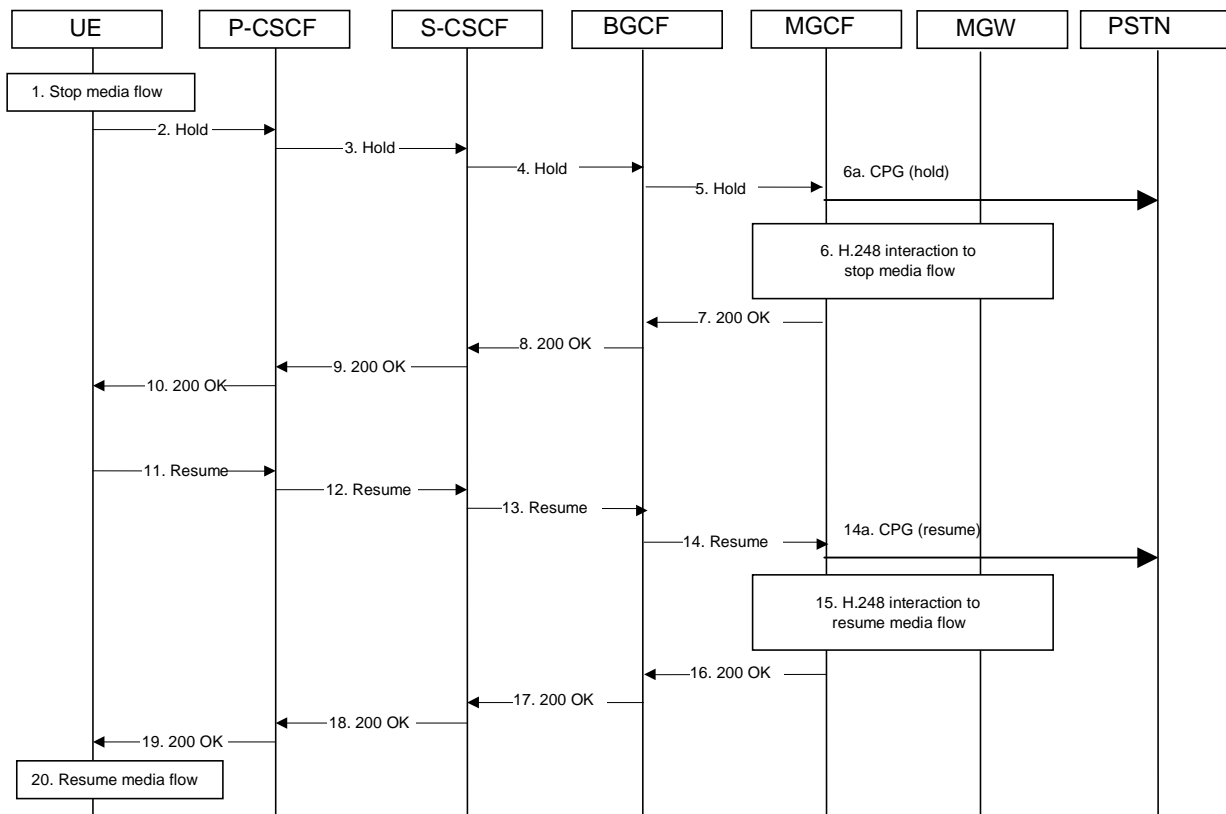 UE
P-CSCF
S-CSCF
BGCF
MGCF
MGW
PSTN
1. Stop media flow
2. Hold
3. Hold
4. Hold
5. Hold
6a. CPG (hold)
6. H.248 interaction to
stop media flow
7. 200 OK
8. 200 OK
9. 200 OK
10. 200 OK
11. Resume
12. Resume
13. Resume
14. Resume
14a. CPG (resume)
15. H.248 interaction to
resume media flow
16. 200 OK
17. 200 OK
18. 200 OK
19. 200 OK
20. Resume media flow